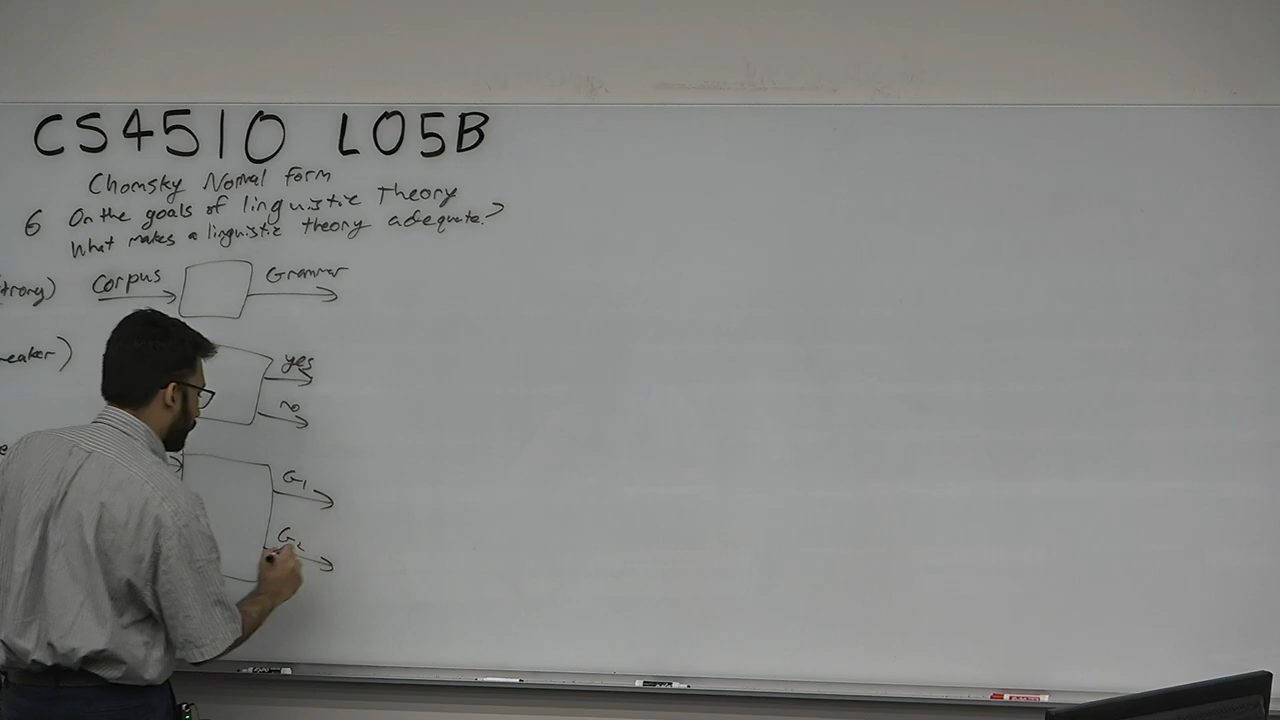 CS4510 L05B
Chomsky Normal Form
6 On the goals of linguistic Theory
What makes a linguistic theory adequate?
trong) Corpus Grammar
eaker) yes
no
G1
G2